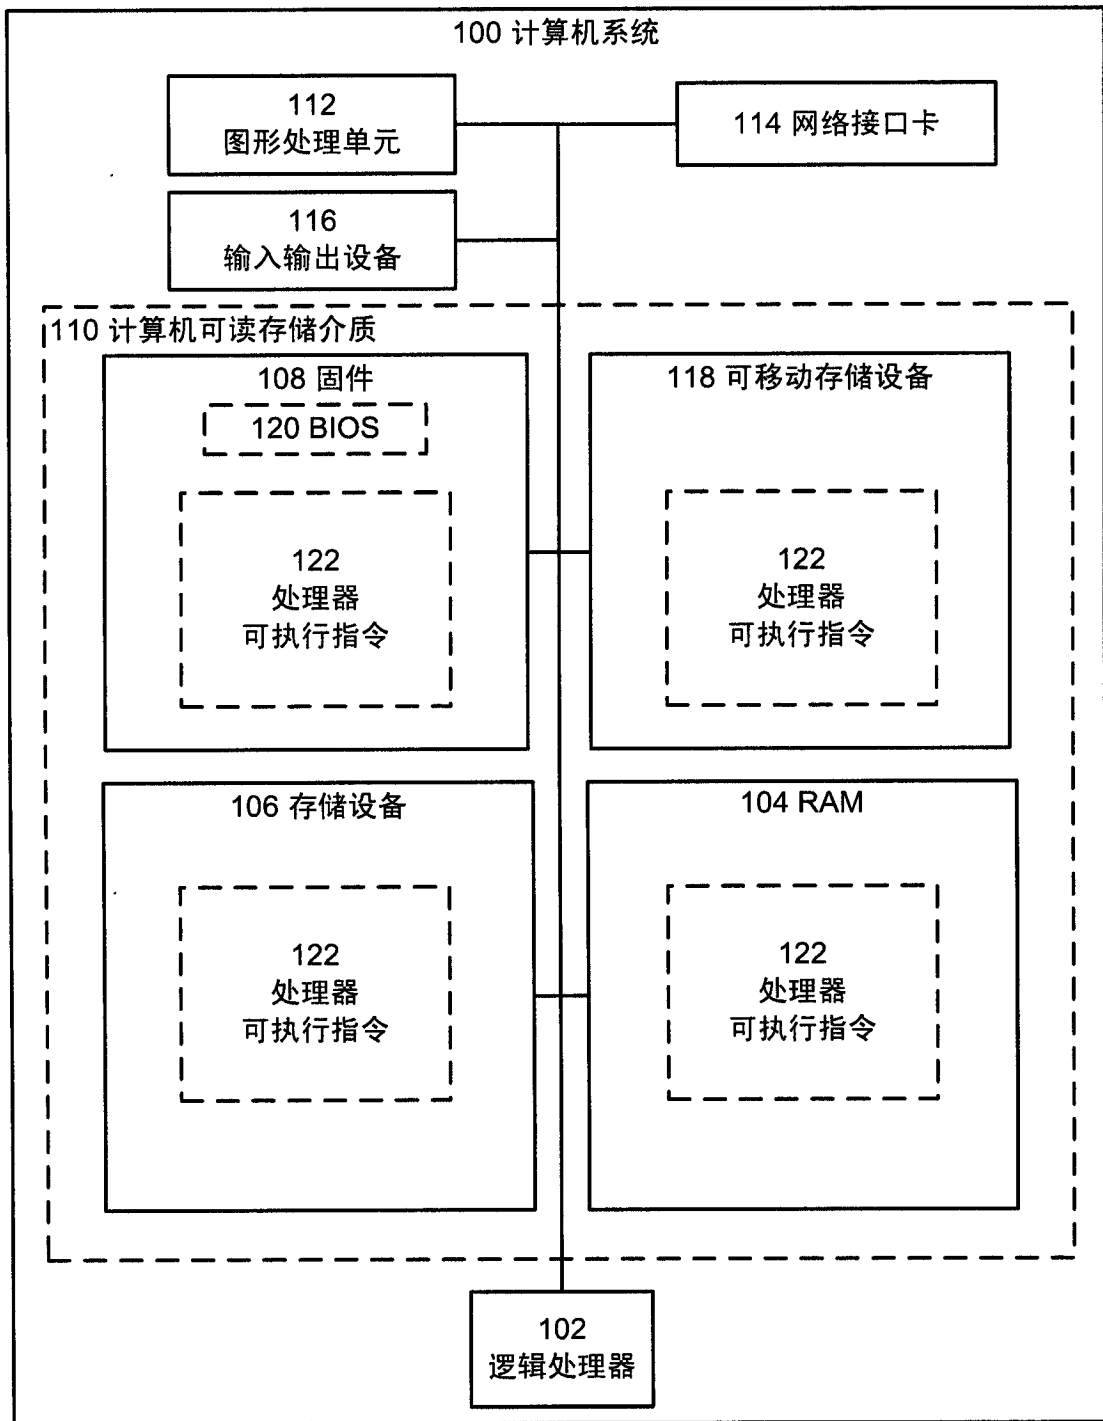 100 计算机系统
112
图形处理单元
114 网络接口卡
116
输入输出设备
110 计算机可读存储介质
108 固件
120 BIOS
122
处理器
可执行指令
118 可移动存储设备
122
处理器
可执行指令
106 存储设备
122
处理器
可执行指令
104 RAM
122
处理器
可执行指令
102
逻辑处理器